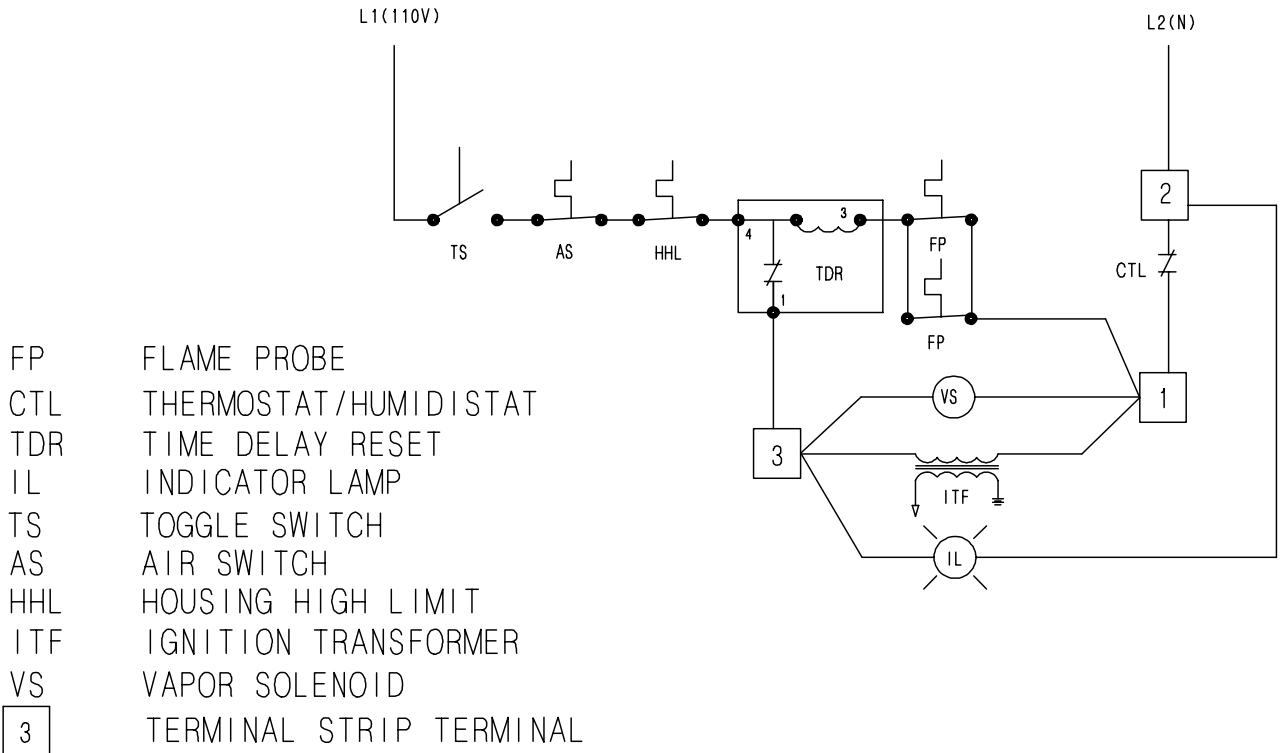 L1(110V)
L2(N)
2
TS
AS
HHL
4
3
TDR
1
FP
FP
CTL
1
VS
3
ITF
IL
FP FLAME PROBE
CTL THERMOSTAT/HUMIDISTAT
TDR TIME DELAY RESET
IL INDICATOR LAMP
TS TOGGLE SWITCH
AS AIR SWITCH
HHL HOUSING HIGH LIMIT
ITF IGNITION TRANSFORMER
VS VAPOR SOLENOID
3 TERMINAL STRIP TERMINAL